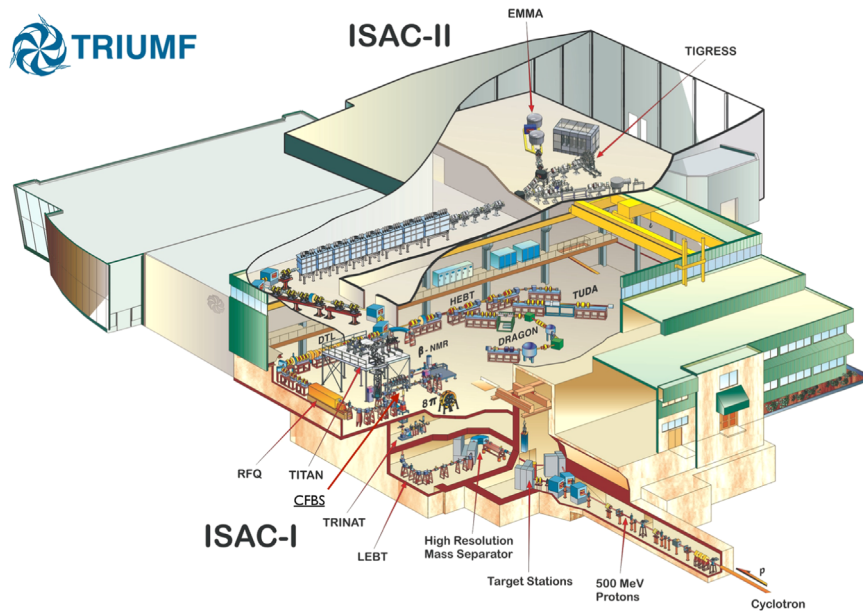 TRIUMF
ISAC-II
EMMA
TIGRESS
TUDA
HEBT
DRAGON
DTL
β-NMR
8π
RFQ
TITAN
CFBS
TRINAT
ISAC-I
LEBT
High Resolution
Mass Separator
Target Stations
500 MeV
Protons
p
Cyclotron